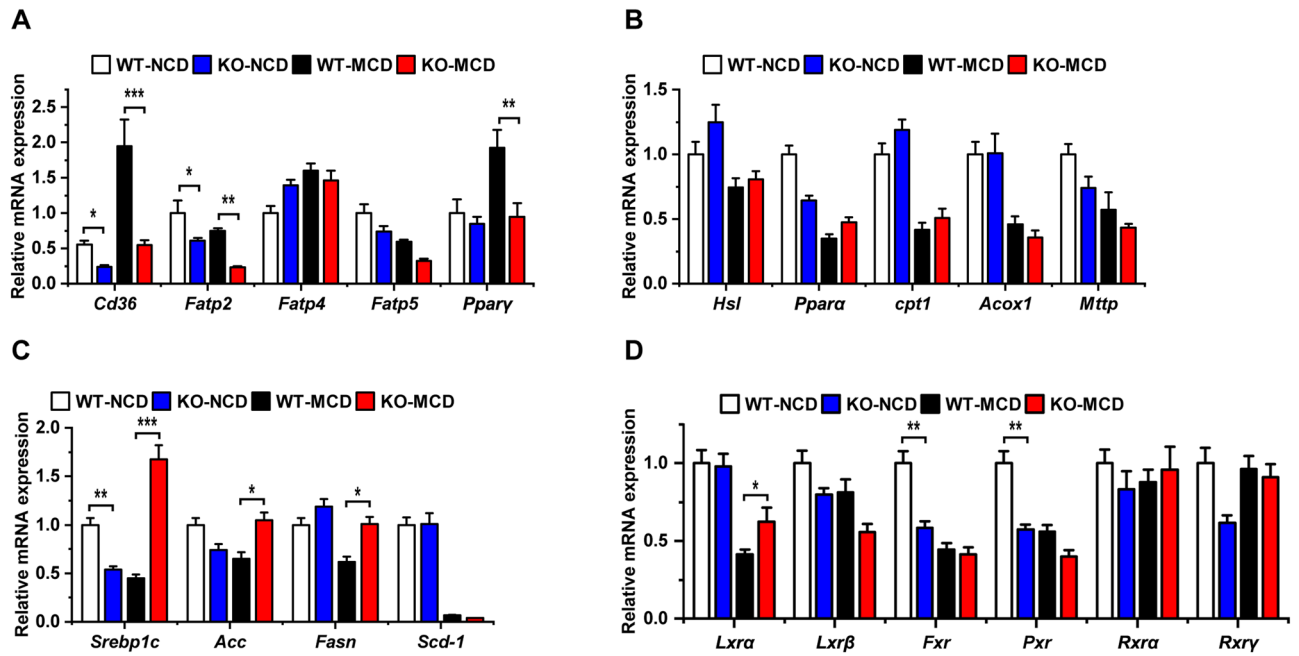 A
WT-NCD KO-NCD WT-MCD KO-MCD
Relative mRNA expression
2.5
2.0
1.5
1.0
0.5
0.0
* *** * ** **
Cd36 Fatp2 Fatp4 Fatp5 Pparγ
B
WT-NCD KO-NCD WT-MCD KO-MCD
Relative mRNA expression
1.5
1.0
0.5
0.0
Hsl Pparα cpt1 Acox1 Mttp
C
WT-NCD KO-NCD WT-MCD KO-MCD
Relative mRNA expression
2.0
1.5
1.0
0.5
0.0
** *** * *
Srebp1c Acc Fasn Scd-1
D
WT-NCD KO-NCD WT-MCD KO-MCD
Relative mRNA expression
1.0
0.5
0.0
* ** **
Lxrα Lxrβ Fxr Pxr Rxrα Rxrγ